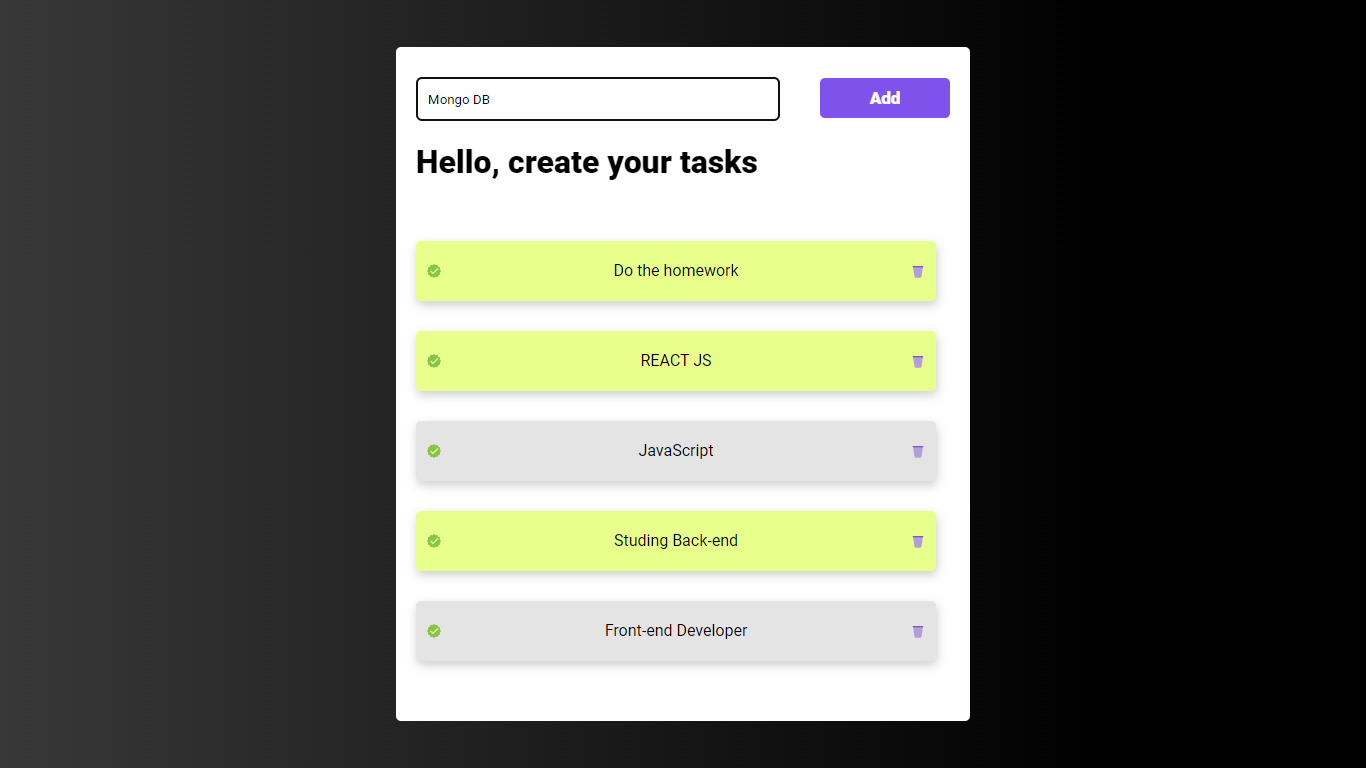 Mongo DB
Add
Hello, create your tasks
Do the homework
REACT JS
JavaScript
Studing Back-end
Front-end Developer